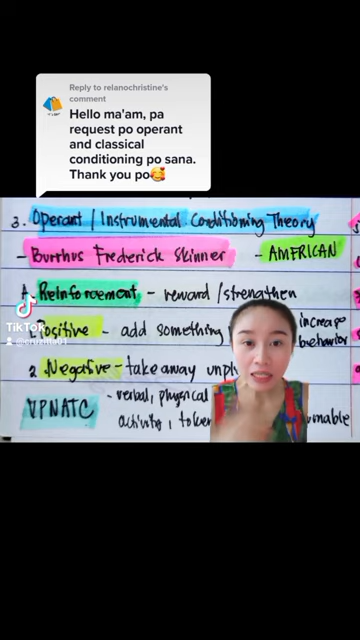 Reply to relanochristine's
comment
Hello ma'am, pa
request po operant
and classical
conditioning po sana.
Thank you po🥰
3. Operant / Instrumental Conditioning Theory
- Burrhus Frederick Skinner - AMERICAN
A. Reinforcement - reward / strengthen
Positive - add something increase
behavior
2. Negative - take away
VPNATC - verbal, physical
activity,
TikTok